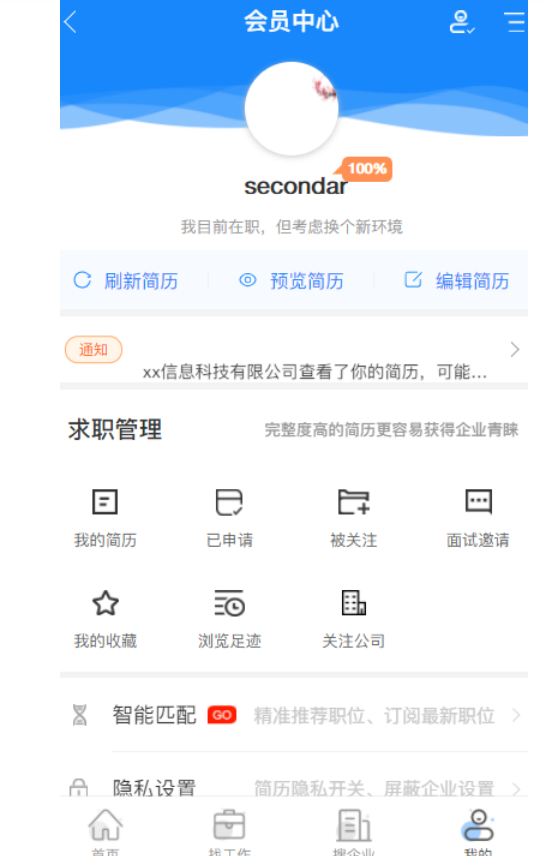 会员中心
100%
secondar
我目前在职，但考虑换个新环境
刷新简历 预览简历 编辑简历
通知
xx信息科技有限公司查看了你的简历，可能...
求职管理 完整度高的简历更容易获得企业青睐
我的简历 已申请 被关注 面试邀请
我的收藏 浏览足迹 关注公司
智能匹配 GO 精准推荐职位、订阅最新职位
隐私设置 简历隐私开关、屏蔽企业设置
首页 找工作 搜企业 我的